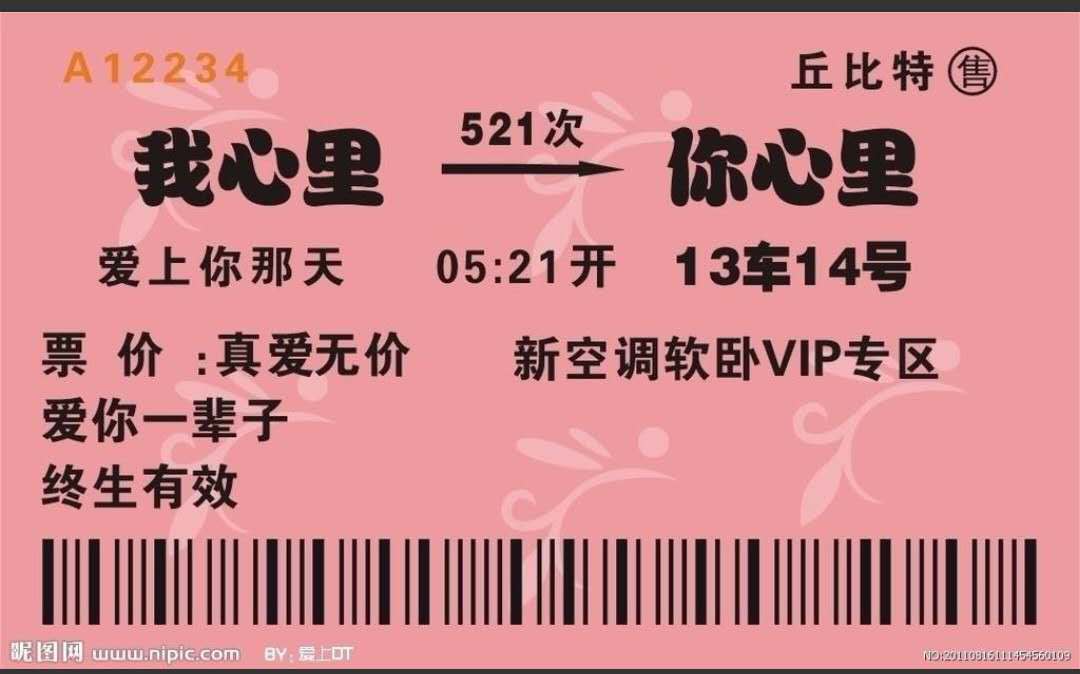 A12234 丘比特 售
521次
我心里 你心里
爱上你那天 05:21开 13车14号
票 价 :真爱无价 新空调软卧VIP专区
爱你一辈子
终生有效
昵图网 www.nipic.com BY: 爱上DT NO:20110816111454560109